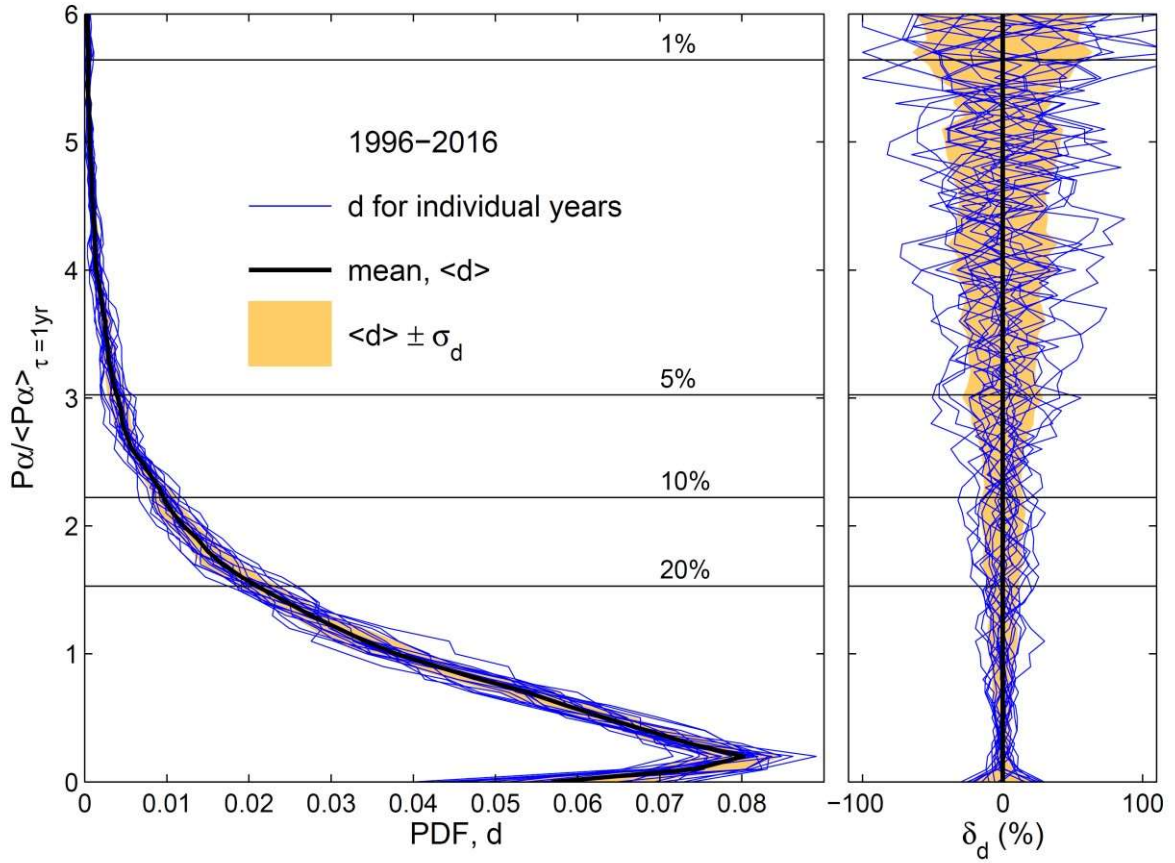 6
5
4
3
2
1
0
Pα/<Pα> τ =1yr
1%
5%
10%
20%
1996−2016
d for individual years
mean, <d>
<d> ± σd
0 0.01 0.02 0.03 0.04 0.05 0.06 0.07 0.08
PDF, d
−100 0 100
δd (%)